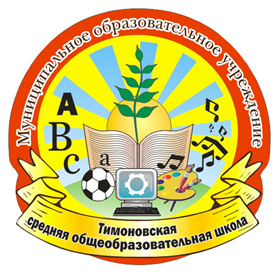 Муниципальное образовательное учреждение
А
В
С
а
Тимоновская
средняя общеобразовательная школа